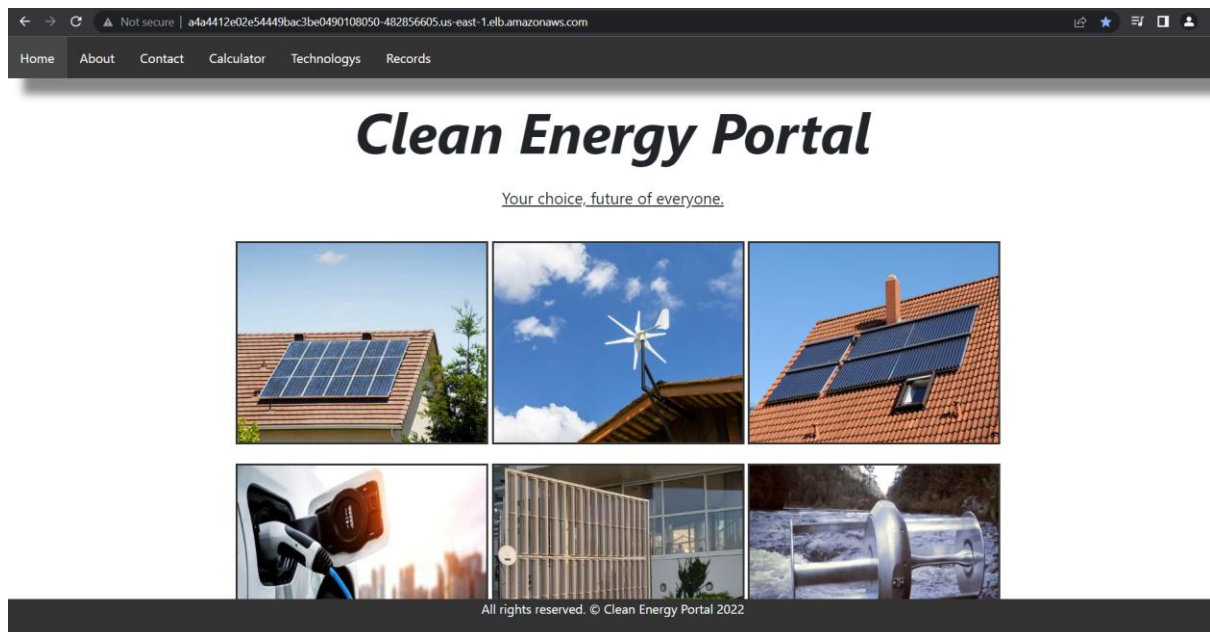 Not secure | a4a4412e02e54449bac3be0490108050-482856605.us-east-1.elb.amazonaws.com
Home About Contact Calculator Technologys Records
Clean Energy Portal
Your choice, future of everyone.
All rights reserved. © Clean Energy Portal 2022